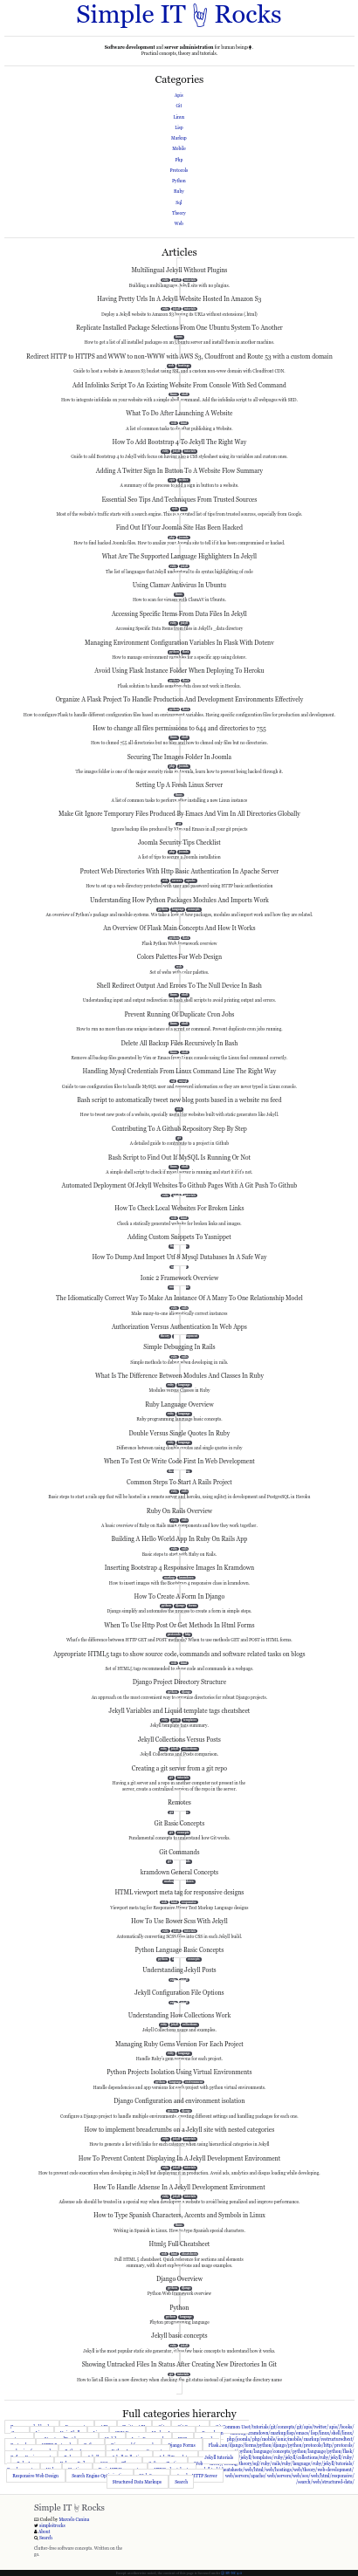 Simple IT Rocks
Software development and server administration for human beings
Practical concepts, theory and tutorials.
Categories
Apis
Git
Linux
Lisp
Markup
Mobile
Php
Protocols
Python
Ruby
Sql
Theory
Web
Articles
Multilingual Jekyll Without Plugins
Building a multilanguage Jekyll site with no plugins.
Having Pretty Urls In A Jekyll Website Hosted In Amazon S3
Deploy a Jekyll website to Amazon S3 having its URLs without extensions (.html)
Replicate Installed Package Selections From One Ubuntu System To Another
How to get a list of all installed packages on an Ubuntu server and install them in another machine.
Redirect HTTP to HTTPS and WWW to non-WWW with AWS S3, Cloudfront and Route 53 with a custom domain
Guide to host a website in Amazon S3 bucket using SSL and a custom non-www domain with Cloudfront CDN.
Add Infolinks Script To An Existing Website From Console With Sed Command
How to integrate infolinks on your website with a simple shell command. Add the infolinks script to all webpages with SED.
What To Do After Launching A Website
A list of common tasks to do after publishing a Website.
How To Add Bootstrap 4 To Jekyll The Right Way
Guide to add Bootstrap 4 to Jekyll with focus on having also a CSS stylesheet using its variables and custom ones.
Adding A Twitter Sign In Button To A Website Flow Summary
A summary of the process to add a sign in button to a website.
Essential Seo Tips And Techniques From Trusted Sources
Most of the website's traffic starts with a search engine. This is a curated list of tips from trusted sources, especially from Google.
Find Out If Your Joomla Site Has Been Hacked
How to find hacked Joomla files. How to analize your Joomla site to tell if it has been compromised or hacked.
What Are The Supported Language Highlighters In Jekyll
The list of languages that Jekyll understand to do syntax highlighting of code
Using Clamav Antivirus In Ubuntu
How to scan for viruses with ClamAV in Ubuntu.
Accessing Specific Items From Data Files In Jekyll
Accessing Specific Data Items from Files in Jekyll's _data directory
Managing Environment Configuration Variables In Flask With Dotenv
How to manage environment variables for a specific app using dotenv.
Avoid Using Flask Instance Folder When Deploying To Heroku
Flask solution to handle sensitive data does not work in Heroku.
Organize A Flask Project To Handle Production And Development Environments Effectively
How to configure Flask to handle different configuration files based on environment variables. Having specific configuration files for production and development.
How to change all files permissions to 644 and directories to 755
How to chmod 755 all directories but no files and how to chmod only files but no directories.
Securing The Images Folder In Joomla
The images folder is one of the major security risks in Joomla, learn how to prevent being hacked through it.
Setting Up A Fresh Linux Server
A list of common tasks to perform after installing a new Linux instance
Make Git Ignore Temporary Files Produced By Emacs And Vim In All Directories Globally
Ignore backup files produced by Vim and Emacs in all your git projects
Joomla Security Tips Checklist
A list of tips to secure a Joomla installation
Protect Web Directories With Http Basic Authentication In Apache Server
How to set up a web directory protected with user and password using HTTP basic authentication
Understanding How Python Packages Modules And Imports Work
An overview of Python's package and module systems. We take a look at how packages, modules and import work and how they are related.
An Overview Of Flask Main Concepts And How It Works
Flask Python Web Framework overview
Colors Palettes For Web Design
Set of webs with color palettes.
Shell Redirect Output And Errors To The Null Device In Bash
Understanding input and output redirection in bash shell scripts to avoid printing output and errors.
Prevent Running Of Duplicate Cron Jobs
How to run no more than one unique instance of a script or command. Prevent duplicate cron jobs running.
Delete All Backup Files Recursively In Bash
Remove all backup files generated by Vim or Emacs from Linux console using the Linux find command correctly.
Handling Mysql Credentials From Linux Command Line The Right Way
Guide to use configuration files to handle MySQL user and password information so they are never typed in Linux console.
Bash script to automatically tweet new blog posts based in a website rss feed
How to tweet new posts of a website, specially useful for websites built with static generators like Jekyll.
Contributing To A Github Repository Step By Step
A detailed guide to contribute to a project in Github
Bash Script to Find Out If MySQL Is Running Or Not
A simple shell script to check if mysql service is running and start it if it's not.
Automated Deployment Of Jekyll Websites To Github Pages With A Git Push To Github
How To Check Local Websites For Broken Links
Check a statically generated website for broken links and images.
Adding Custom Snippets To Yasnippet
How To Dump And Import Utf 8 Mysql Databases In A Safe Way
Ionic 2 Framework Overview
The Idiomatically Correct Way To Make An Instance Of A Many To One Relationship Model
Make many-to-one idiomatically correct instances
Authorization Versus Authentication In Web Apps
Simple Debugging In Rails
Simple methods to debug when developing in rails.
What Is The Difference Between Modules And Classes In Ruby
Modules versus Classes in Ruby
Ruby Language Overview
Ruby programming language basic concepts.
Double Versus Single Quotes In Ruby
Difference between using double quotes and single quotes in ruby
When To Test Or Write Code First In Web Development
Common Steps To Start A Rails Project
Basic steps to start a rails app that will be hosted in a remote server and heroku, using sqlite3 in development and PostgreSQL in Heroku
Ruby On Rails Overview
A basic overview of Ruby on Rails main components and how they work together.
Building A Hello World App In Ruby On Rails App
Basic steps to start with Ruby on Rails.
Inserting Bootstrap 4 Responsive Images In Kramdown
How to insert images with the Bootstrap 4 responsive class in kramdown.
How To Create A Form In Django
Django simplify and automates the process to create a form in simple steps.
When To Use Http Post Or Get Methods In Html Forms
What's the difference between HTTP GET and POST methods? When to use methods GET and POST in HTML forms.
Appropriate HTML5 tags to show source code, commands and software related tasks on blogs
Set of HTML5 tags recommended to show code and commands in a webpage.
Django Project Directory Structure
An approach on the most convenient way to organize directories for robust Django projects.
Jekyll Variables and Liquid template tags cheatsheet
Jekyll template tags summary.
Jekyll Collections Versus Posts
Jekyll Collections and Posts comparison.
Creating a git server from a git repo
Having a git server and a repo in another computer not present in the
server, create a centralized version of the repo in the server.
Remotes
Git Basic Concepts
Fundamental concepts to understand how Git works.
Git Commands
kramdown General Concepts
HTML viewport meta tag for responsive designs
Viewport meta tag for Responsive Hyper Text Markup Language designs
How To Use Bower Scss With Jekyll
Automatically converting SCSS files into CSS in each Jekyll build.
Python Language Basic Concepts
Understanding Jekyll Posts
Jekyll Configuration File Options
Understanding How Collections Work
Jekyll Collections usage and examples.
Managing Ruby Gems Version For Each Project
Handle Ruby's gems versions for each project.
Python Projects Isolation Using Virtual Environments
Handle dependencies and app versions for each project with python virtual environments.
Django Configuration and environment isolation
Configure a Django project to handle multiple environments, creating different settings and handling packages for each one.
How to implement breadcrumbs on a Jekyll site with nested categories
How to generate a list with links for each category when using hierarchical categories in Jekyll
How To Prevent Content Displaying In A Jekyll Development Environment
How to prevent code execution when developing in Jekyll but displaying it in production. Avoid ads, analytics and disqus loading while developing.
How To Handle Adsense In A Jekyll Development Environment
Adsense ads should be treated in a special way when developing a website to avoid being penalized and improve performance.
How to Type Spanish Characters, Accents and Symbols in Linux
Writing in Spanish in Linux. How to type Spanish special characters.
Html5 Full Cheatsheet
Full HTML 5 cheatsheet. Quick reference for sections and elements
summary, with short explanations and usage examples.
Django Overview
Python Web framework overview
Python
Phyton programming language
Jekyll basic concepts
Jekyll is the most popular static site generator. Know the basic concepts to understand how it works.
Showing Untracked Files In Status After Creating New Directories In Git
How to list all files in a new directory when checking the git status instead of just seeing the directory name
Full categories hierarchy
Jekyll tutorials
Responsive Web Design
HTTP Server
Structured Data Markups
Search
/search/web/structured-data/
Simple IT Rocks
Coded by Marcelo Canina
simpleitrocks
About
Search
Clutter-free software concepts. Written on the
go.